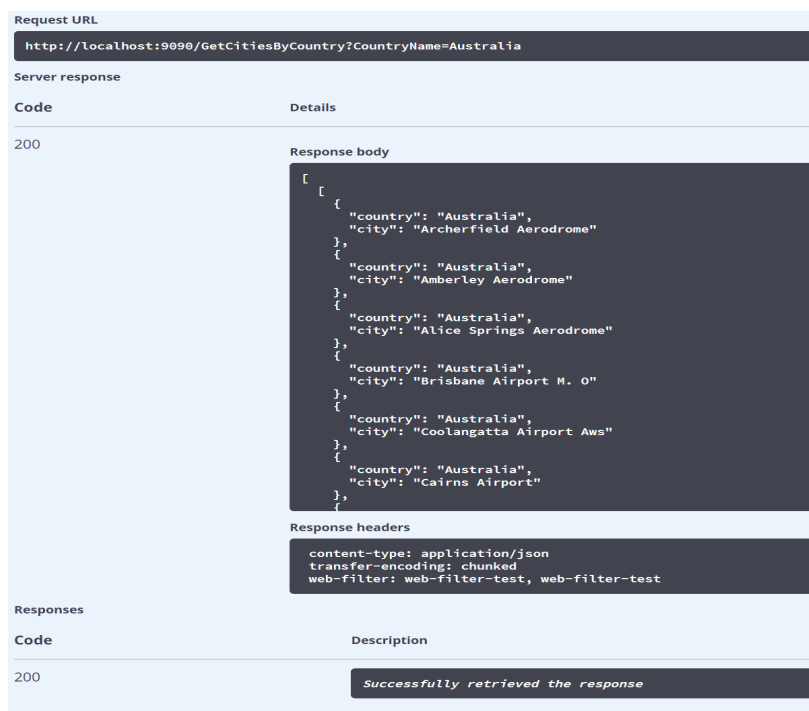 Request URL
http://localhost:9090/GetCitiesByCountry?CountryName=Australia
Server response
Code Details
200
Response body
[
[
{
"country": "Australia",
"city": "Archerfield Aerodrome"
},
{
"country": "Australia",
"city": "Amberley Aerodrome"
},
{
"country": "Australia",
"city": "Alice Springs Aerodrome"
},
{
"country": "Australia",
"city": "Brisbane Airport M. O"
},
{
"country": "Australia",
"city": "Coolangatta Airport Aws"
},
{
"country": "Australia",
"city": "Cairns Airport"
},
{
Response headers
content-type: application/json
transfer-encoding: chunked
web-filter: web-filter-test, web-filter-test
Responses
Code Description
200 Successfully retrieved the response